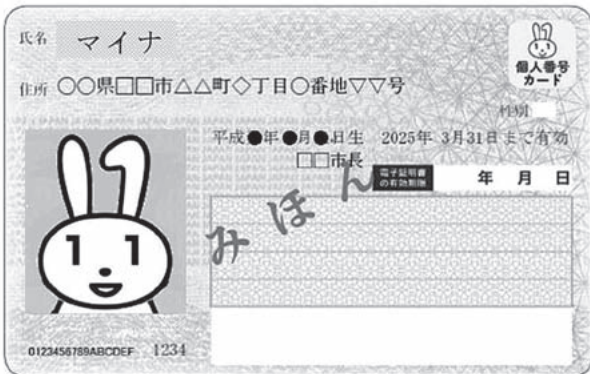 氏名 マイナ
個人番号
カード
住所 〇〇県□□市△△町◇丁目〇番地▽▽号
性別
平成●年●月●日生 2025年 3月31日まで有効
□□市長
電子証明書
の有効期限
年 月 日
みほん
0123456789ABCDEF 1234